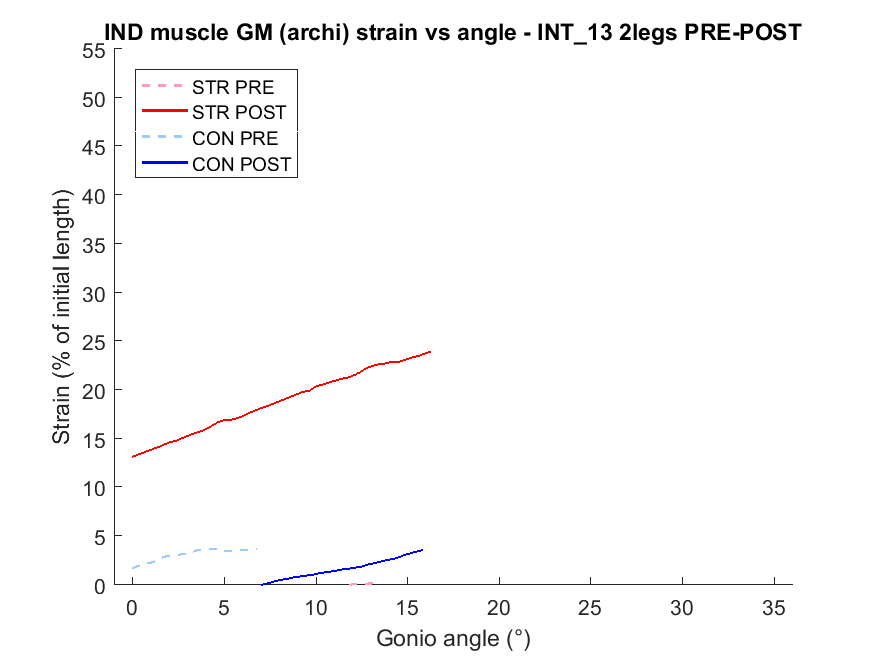 IND muscle GM (archi) strain vs angle - INT_13 2legs PRE-POST
55
50
45
40
35
30
25
20
15
10
5
0
STR PRE
STR POST
CON PRE
CON POST
Strain (% of initial length)
0 5 10 15 20 25 30 35
Gonio angle (°)